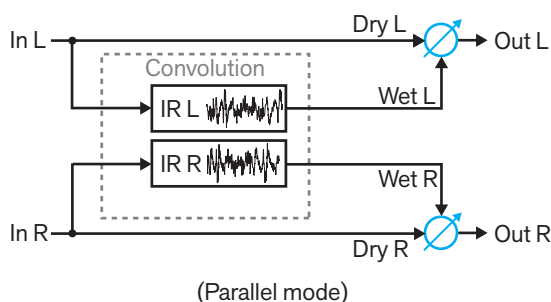 In L
Dry L
Out L
Convolution
IR L
Wet L
IR R
Wet R
In R
Dry R
Out R
(Parallel mode)